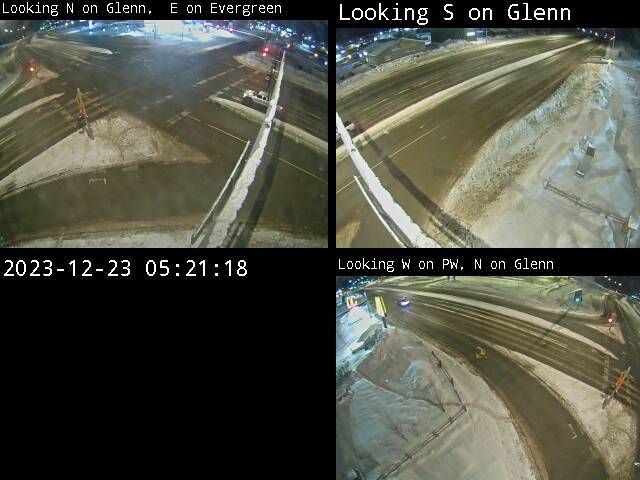 Looking N on Glenn,  E on Evergreen
Looking S on Glenn
2023-12-23 05:21:18
Looking W on PW, N on Glenn